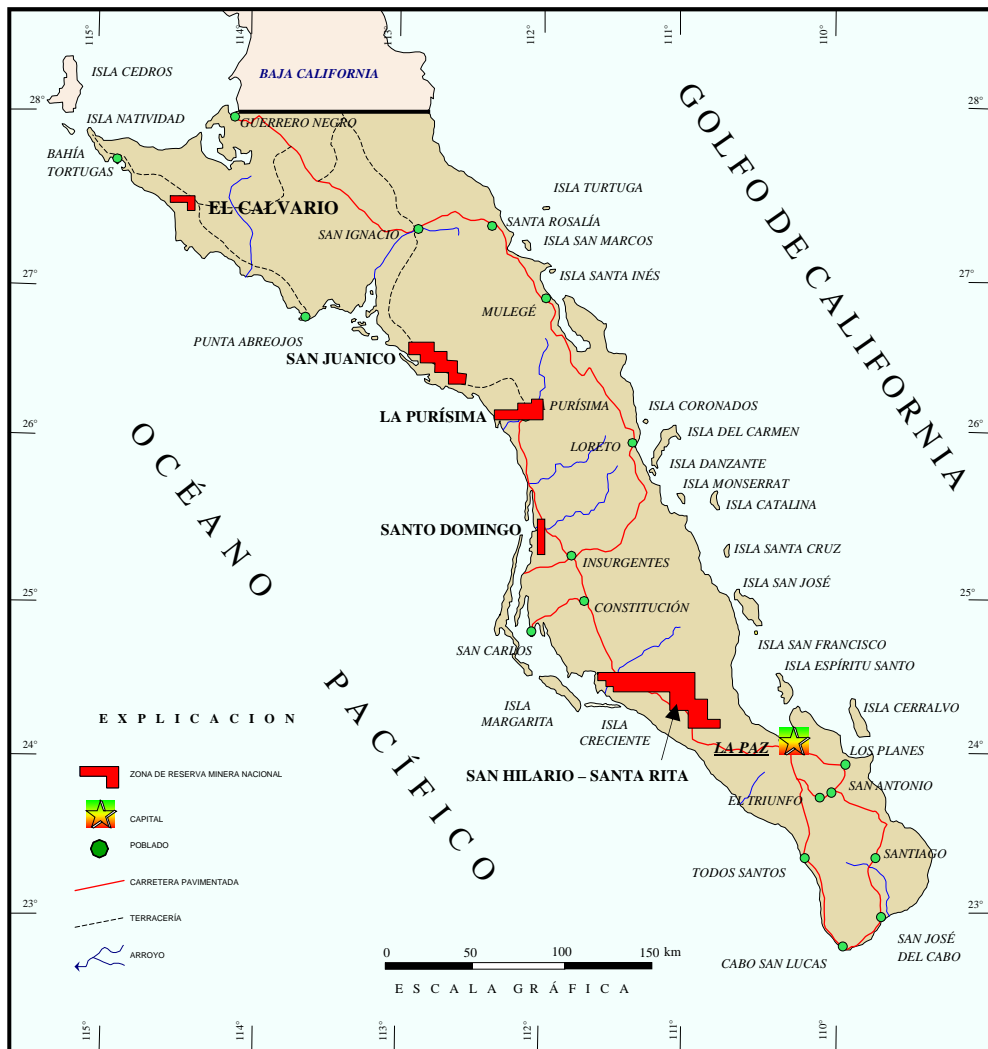 115°
114°
113°
112°
111°
110°
ISLA CEDROS
BAJA CALIFORNIA
28°
28°
ISLA NATIVIDAD
GUERRERO NEGRO
BAHÍA
TORTUGAS
GOLFO DE CALIFORNIA
ISLA TURTUGA
EL CALVARIO
SANTA ROSALÍA
SAN IGNACIO
ISLA SAN MARCOS
27°
27°
ISLA SANTA INÉS
MULEGÉ
PUNTA ABREOJOS
SAN JUANICO
LA PURÍSIMA
PURÍSIMA
ISLA CORONADOS
26°
26°
ISLA DEL CARMEN
LORETO
ISLA DANZANTE
ISLA MONSERRAT
ISLA CATALINA
OCÉANO
SANTO DOMINGO
ISLA SANTA CRUZ
INSURGENTES
ISLA SAN JOSÉ
25°
25°
CONSTITUCIÓN
SAN CARLOS
ISLA SAN FRANCISCO
ISLA ESPÍRITU SANTO
PACÍFICO
ISLA
MARGARITA
ISLA
CRECIENTE
ISLA CERRALVO
EXPLICACION
LA PAZ
LOS PLANES
24°
24°
ZONA DE RESERVA MINERA NACIONAL
SAN HILARIO – SANTA RITA
SAN ANTONIO
EL TRIUNFO
CAPITAL
POBLADO
SANTIAGO
TODOS SANTOS
CARRETERA PAVIMENTADA
23°
23°
TERRACERÍA
SAN JOSÉ
DEL CABO
CABO SAN LUCAS
ARROYO
0 50 100 150 km
ESCALA GRÁFICA
115°
114°
113°
112°
111°
110°